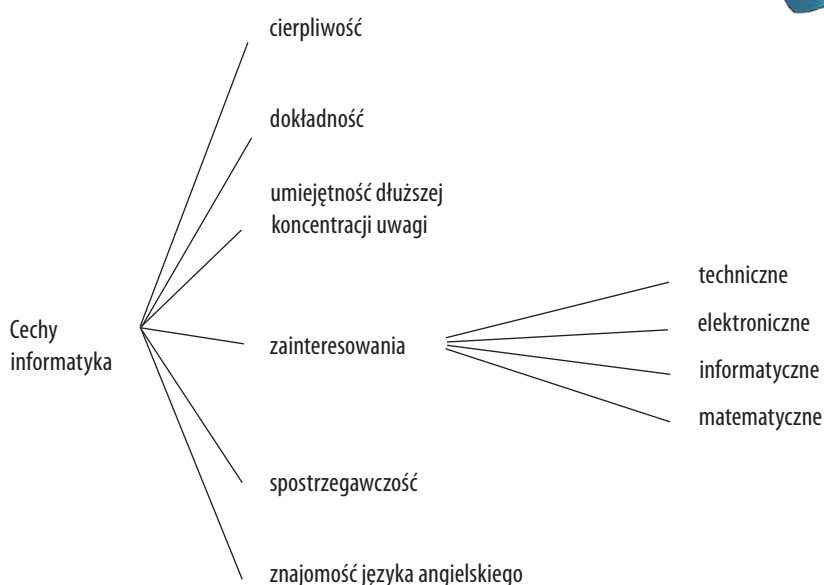 cierpliwość
dokładność
umiejętność dłuższej
koncentracji uwagi
Cechy
informatyka
zainteresowania
techniczne
elektroniczne
informatyczne
matematyczne
spostrzegawczość
znajomość języka angielskiego